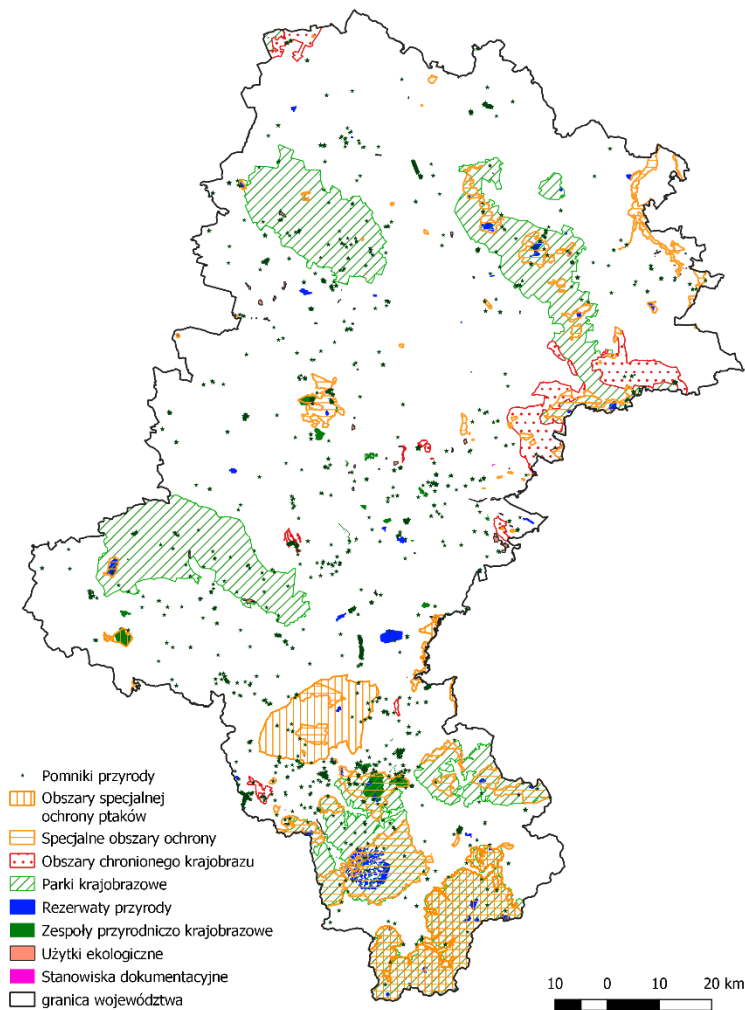 Pomniki przyrody
Obszary specjalnej
ochrony ptaków
Specjalne obszary ochrony
Obszary chronionego krajobrazu
Parki krajobrazowe
Rezerwaty przyrody
Zespoły przyrodniczo krajobrazowe
Użytki ekologiczne
Stanowiska dokumentacyjne
granica województwa
10 0 10 20 km